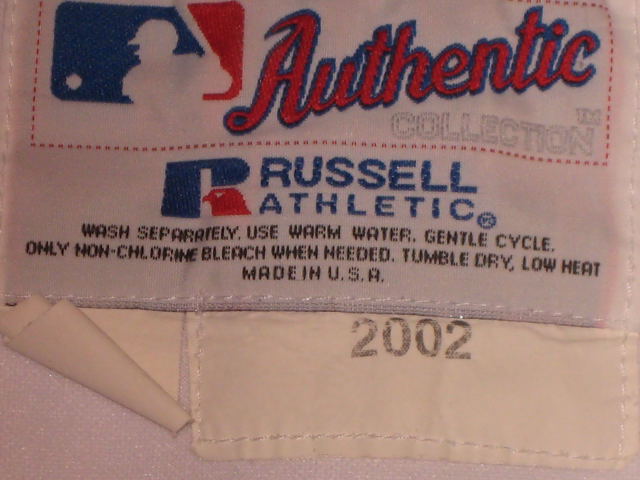 Authentic
COLLECTION™
RUSSELL
ATHLETIC®
WASH SEPARATELY, USE WARM WATER. GENTLE CYCLE.
ONLY NON-CHLORINE BLEACH WHEN NEEDED. TUMBLE DRY, LOW HEAT
MADE IN U.S.A.
2002